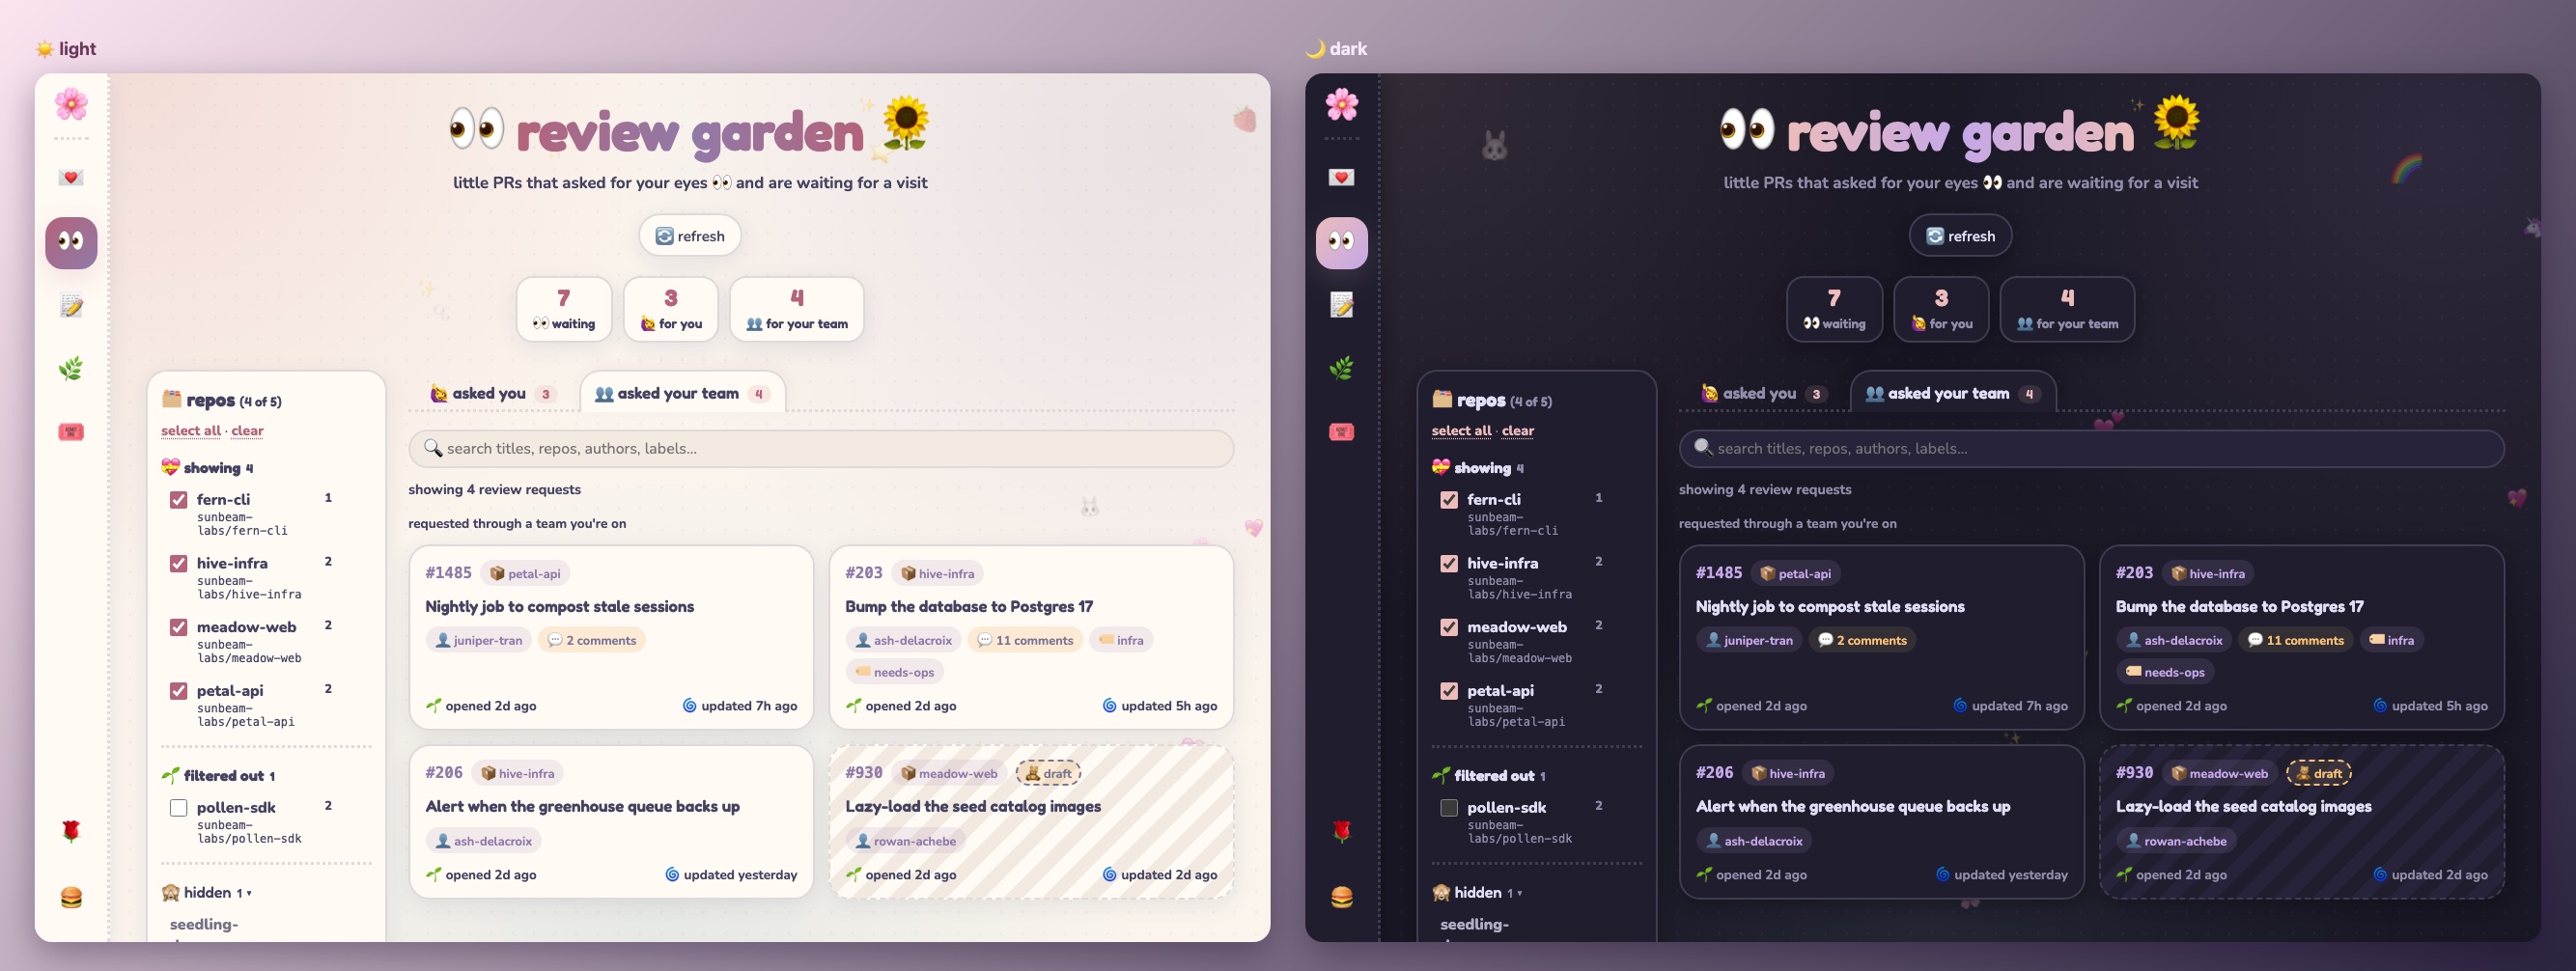 light
review garden
little PRs that asked for your eyes and are waiting for a visit
refresh
7
waiting
3
for you
4
for your team
repos (4 of 5)
select all · clear
showing 4
fern-cli 1
sunbeam-
labs/fern-cli
hive-infra 2
sunbeam-
labs/hive-infra
meadow-web 2
sunbeam-
labs/meadow-web
petal-api 2
sunbeam-
labs/petal-api
filtered out 1
pollen-sdk 2
sunbeam-
labs/pollen-sdk
hidden 1 ▾
seedling-
asked you 3
asked your team 4
search titles, repos, authors, labels...
showing 4 review requests
requested through a team you're on
#1485 petal-api
Nightly job to compost stale sessions
juniper-tran 2 comments
opened 2d ago updated 7h ago
#203 hive-infra
Bump the database to Postgres 17
ash-delacroix 11 comments infra
needs-ops
opened 2d ago updated 5h ago
#206 hive-infra
Alert when the greenhouse queue backs up
ash-delacroix
opened 2d ago updated yesterday
#930 meadow-web draft
Lazy-load the seed catalog images
rowan-achebe
opened 2d ago updated 2d ago
dark
review garden
little PRs that asked for your eyes and are waiting for a visit
refresh
7
waiting
3
for you
4
for your team
repos (4 of 5)
select all · clear
showing 4
fern-cli 1
sunbeam-
labs/fern-cli
hive-infra 2
sunbeam-
labs/hive-infra
meadow-web 2
sunbeam-
labs/meadow-web
petal-api 2
sunbeam-
labs/petal-api
filtered out 1
pollen-sdk 2
sunbeam-
labs/pollen-sdk
hidden 1 ▾
seedling-
asked you 3
asked your team 4
search titles, repos, authors, labels...
showing 4 review requests
requested through a team you're on
#1485 petal-api
Nightly job to compost stale sessions
juniper-tran 2 comments
opened 2d ago updated 7h ago
#203 hive-infra
Bump the database to Postgres 17
ash-delacroix 11 comments infra
needs-ops
opened 2d ago updated 5h ago
#206 hive-infra
Alert when the greenhouse queue backs up
ash-delacroix
opened 2d ago updated yesterday
#930 meadow-web draft
Lazy-load the seed catalog images
rowan-achebe
opened 2d ago updated 2d ago